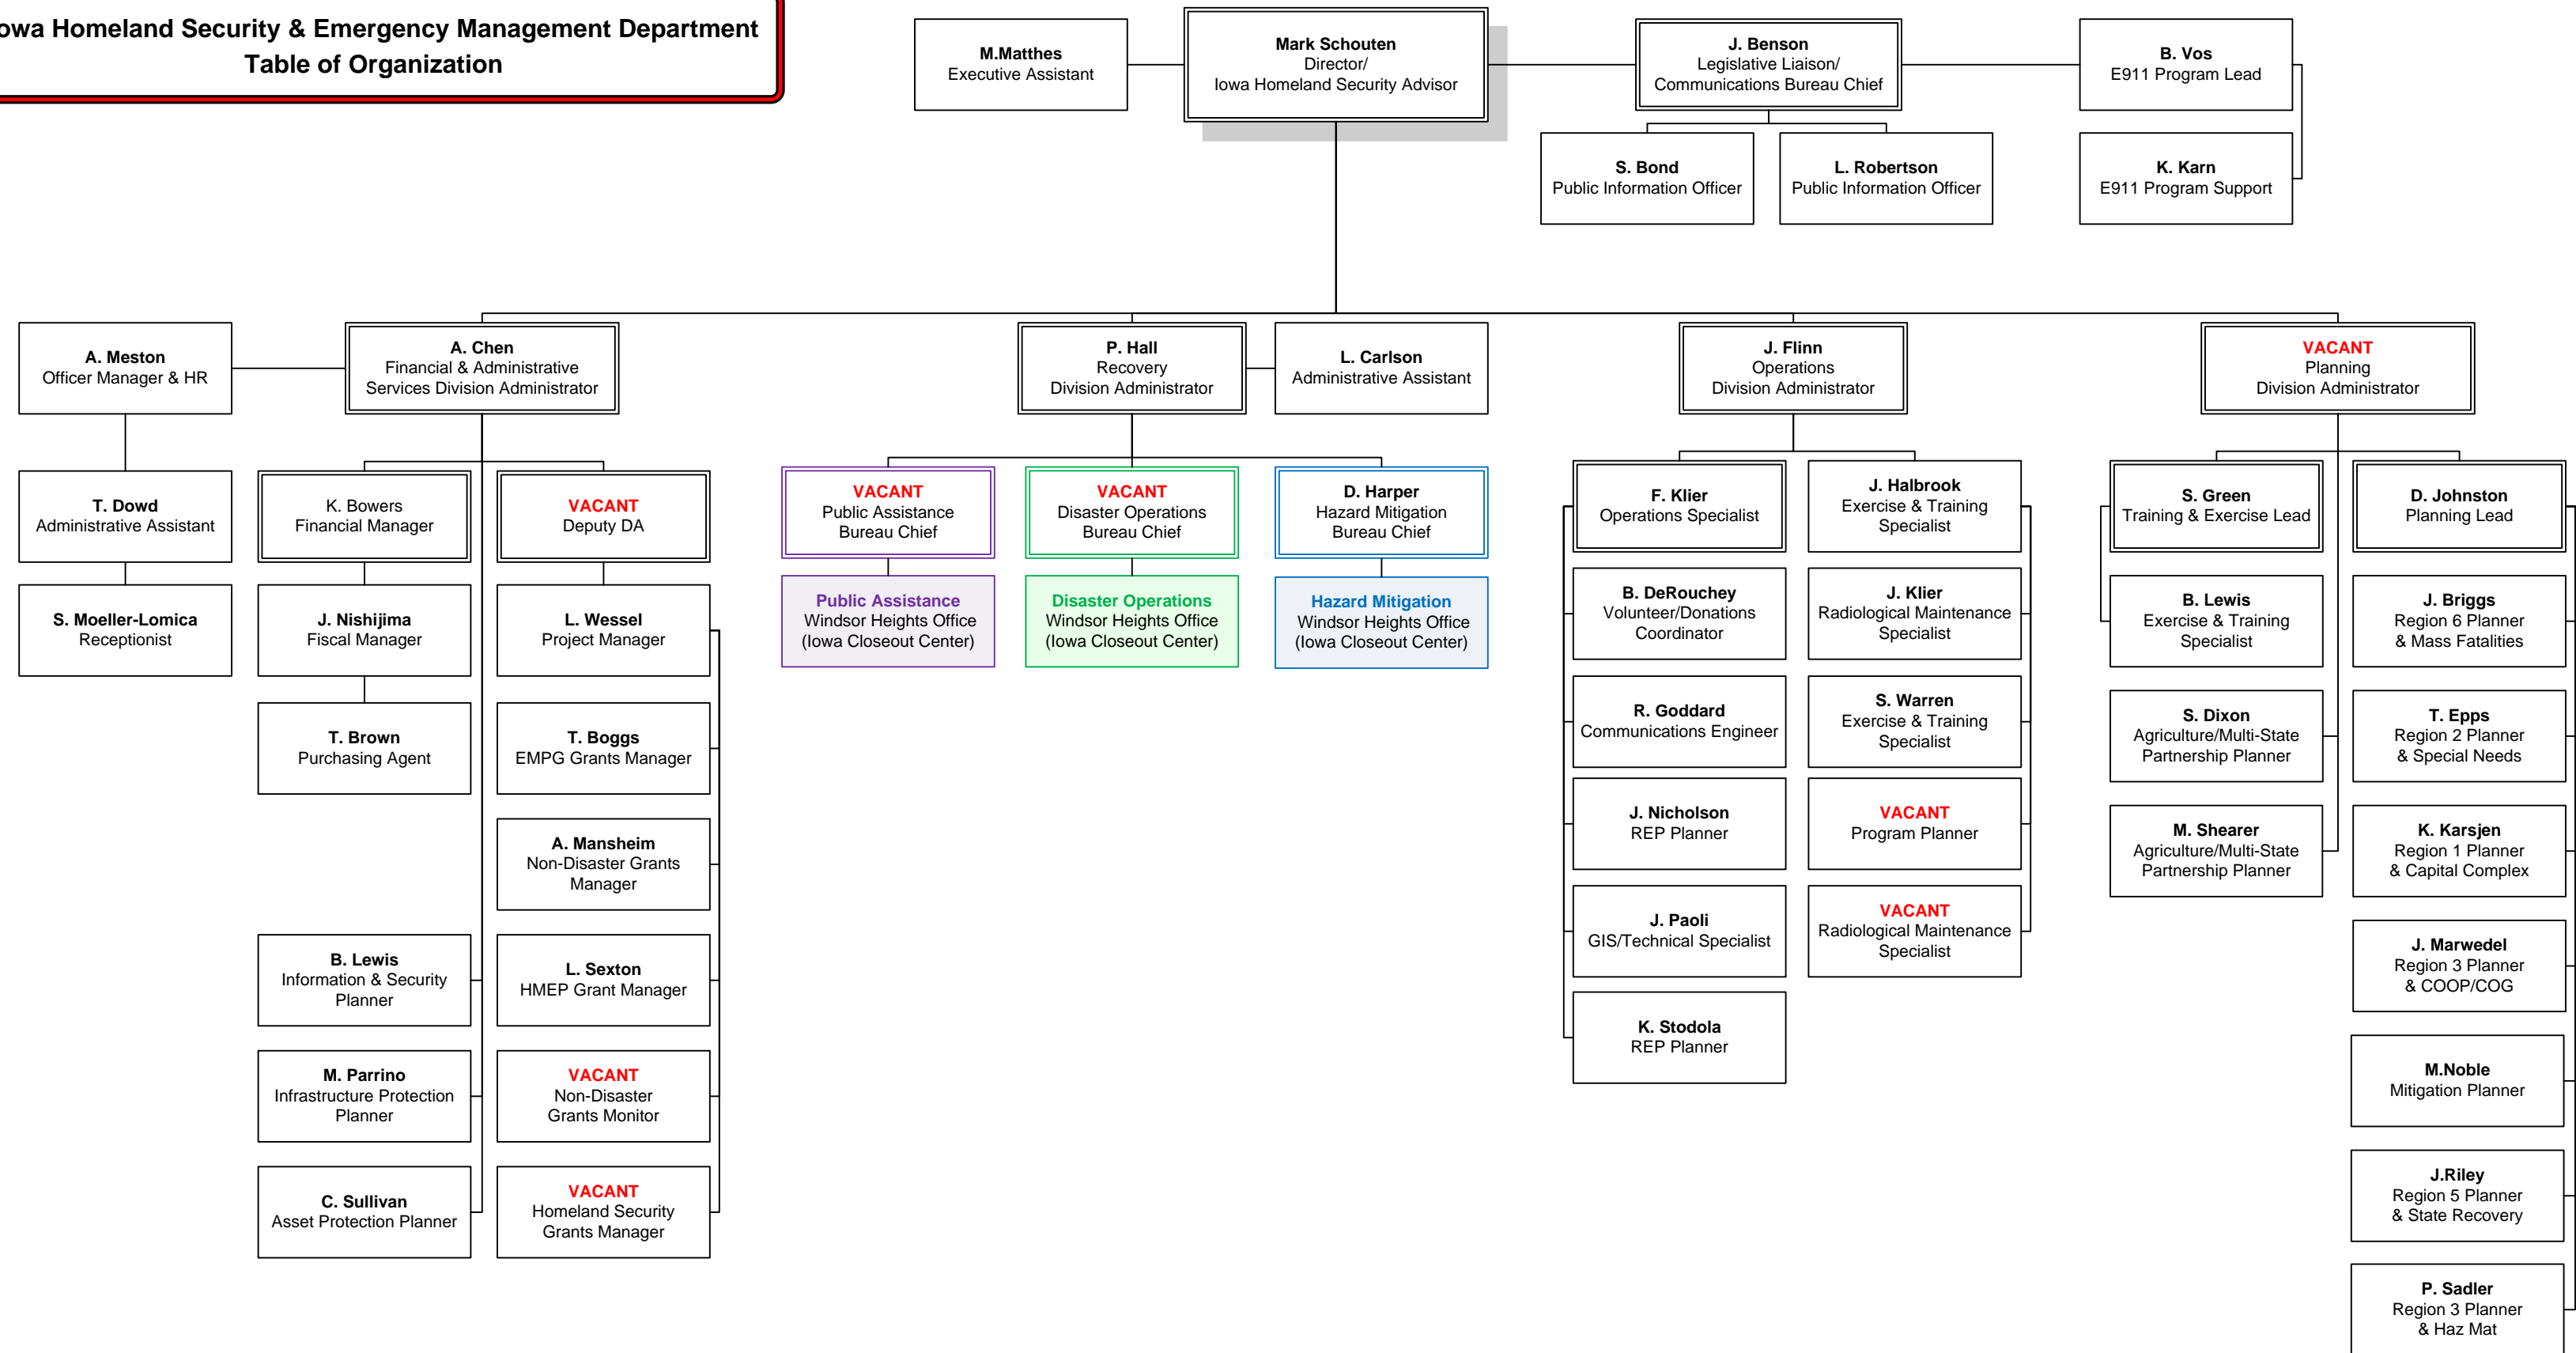 owa Homeland Security & Emergency Management Department
Table of Organization
M.Matthes
Executive Assistant
Mark Schouten
Director/
Iowa Homeland Security Advisor
J. Benson
Legislative Liaison/
Communications Bureau Chief
B. Vos
E911 Program Lead
S. Bond
Public Information Officer
L. Robertson
Public Information Officer
K. Karn
E911 Program Support
A. Meston
Officer Manager & HR
A. Chen
Financial & Administrative
Services Division Administrator
P. Hall
Recovery
Division Administrator
L. Carlson
Administrative Assistant
J. Flinn
Operations
Division Administrator
VACANT
Planning
Division Administrator
T. Dowd
Administrative Assistant
S. Moeller-Lomica
Receptionist
K. Bowers
Financial Manager
J. Nishijima
Fiscal Manager
T. Brown
Purchasing Agent
B. Lewis
Information & Security
Planner
M. Parrino
Infrastructure Protection
Planner
C. Sullivan
Asset Protection Planner
VACANT
Deputy DA
L. Wessel
Project Manager
T. Boggs
EMPG Grants Manager
A. Mansheim
Non-Disaster Grants
Manager
L. Sexton
HMEP Grant Manager
VACANT
Non-Disaster
Grants Monitor
VACANT
Homeland Security
Grants Manager
VACANT
Public Assistance
Bureau Chief
Public Assistance
Windsor Heights Office
(Iowa Closeout Center)
VACANT
Disaster Operations
Bureau Chief
Disaster Operations
Windsor Heights Office
(Iowa Closeout Center)
D. Harper
Hazard Mitigation
Bureau Chief
Hazard Mitigation
Windsor Heights Office
(Iowa Closeout Center)
F. Klier
Operations Specialist
B. DeRouchey
Volunteer/Donations
Coordinator
R. Goddard
Communications Engineer
J. Nicholson
REP Planner
J. Paoli
GIS/Technical Specialist
K. Stodola
REP Planner
J. Halbrook
Exercise & Training
Specialist
J. Klier
Radiological Maintenance
Specialist
S. Warren
Exercise & Training
Specialist
VACANT
Program Planner
VACANT
Radiological Maintenance
Specialist
S. Green
Training & Exercise Lead
B. Lewis
Exercise & Training
Specialist
S. Dixon
Agriculture/Multi-State
Partnership Planner
M. Shearer
Agriculture/Multi-State
Partnership Planner
D. Johnston
Planning Lead
J. Briggs
Region 6 Planner
& Mass Fatalities
T. Epps
Region 2 Planner
& Special Needs
K. Karsjen
Region 1 Planner
& Capital Complex
J. Marwedel
Region 3 Planner
& COOP/COG
M.Noble
Mitigation Planner
J.Riley
Region 5 Planner
& State Recovery
P. Sadler
Region 3 Planner
& Haz Mat